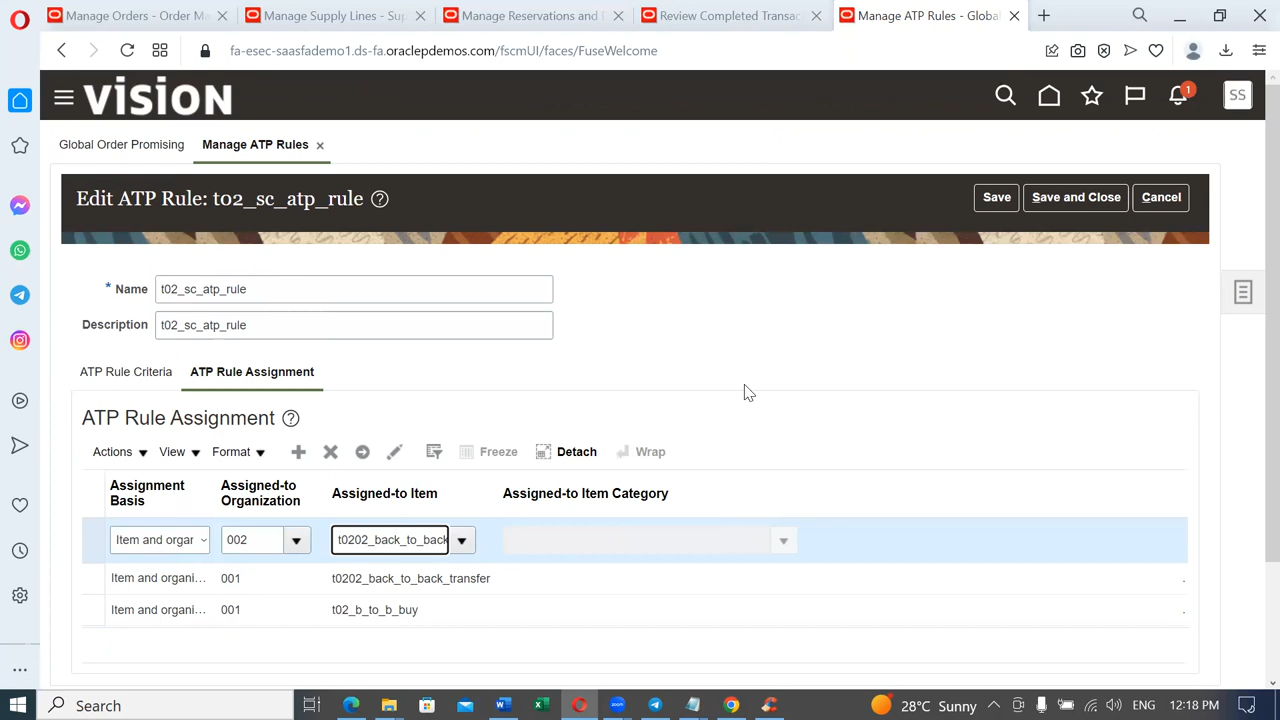 Manage Orders - Order Ma
Manage Supply Lines - Sup
Manage Reservations and
Review Completed Transac
Manage ATP Rules - Global
fa-esec-saasfademo1.ds-fa.oraclepdemos.com/fscmUI/faces/FuseWelcome
VISION
1
SS
Global Order Promising
Manage ATP Rules
Edit ATP Rule: t02_sc_atp_rule
Save
Save and Close
Cancel
* Name t02_sc_atp_rule
Description t02_sc_atp_rule
ATP Rule Criteria
ATP Rule Assignment
ATP Rule Assignment
Actions
View
Format
Freeze
Detach
Wrap
Assignment Basis
Assigned-to Organization
Assigned-to Item
Assigned-to Item Category
Item and organ 002 t0202_back_to_back
Item and organi... 001 t0202_back_to_back_transfer .
Item and organi... 001 t02_b_to_b_buy .
Search
28°C Sunny
ENG
12:18 PM